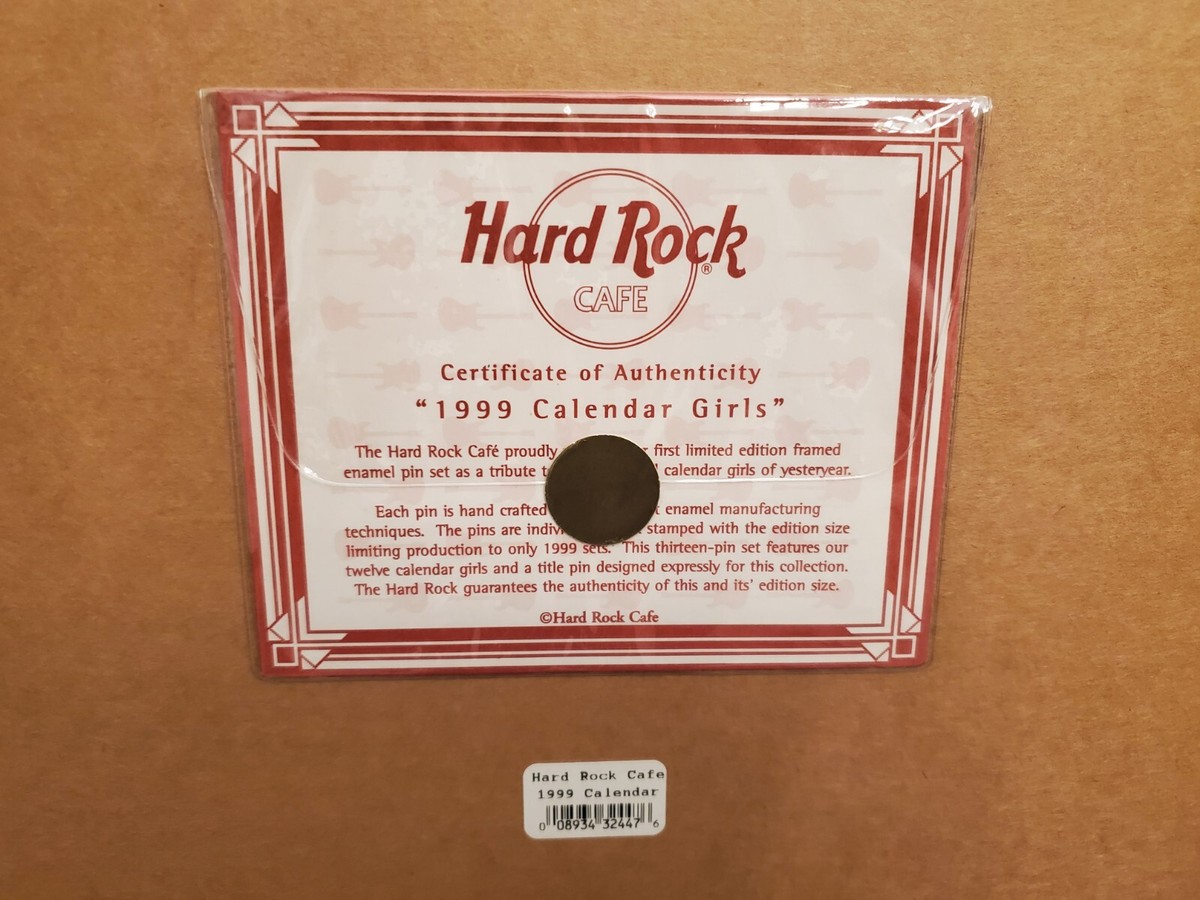 Hard Rock
®
CAFE
Certificate of Authenticity
“1999 Calendar Girls”
The Hard Rock Café proudly first limited edition framed
enamel pin set as a tribute calendar girls of yesteryear.
Each pin is hand crafted enamel manufacturing
techniques. The pins are stamped with the edition size
limiting production to only 1999 sets. This thirteen-pin set features our
twelve calendar girls and a title pin designed expressly for this collection.
The Hard Rock guarantees the authenticity of this and its’ edition size.
©Hard Rock Cafe
Hard Rock Cafe
1999 Calendar
0 08934 32447 6